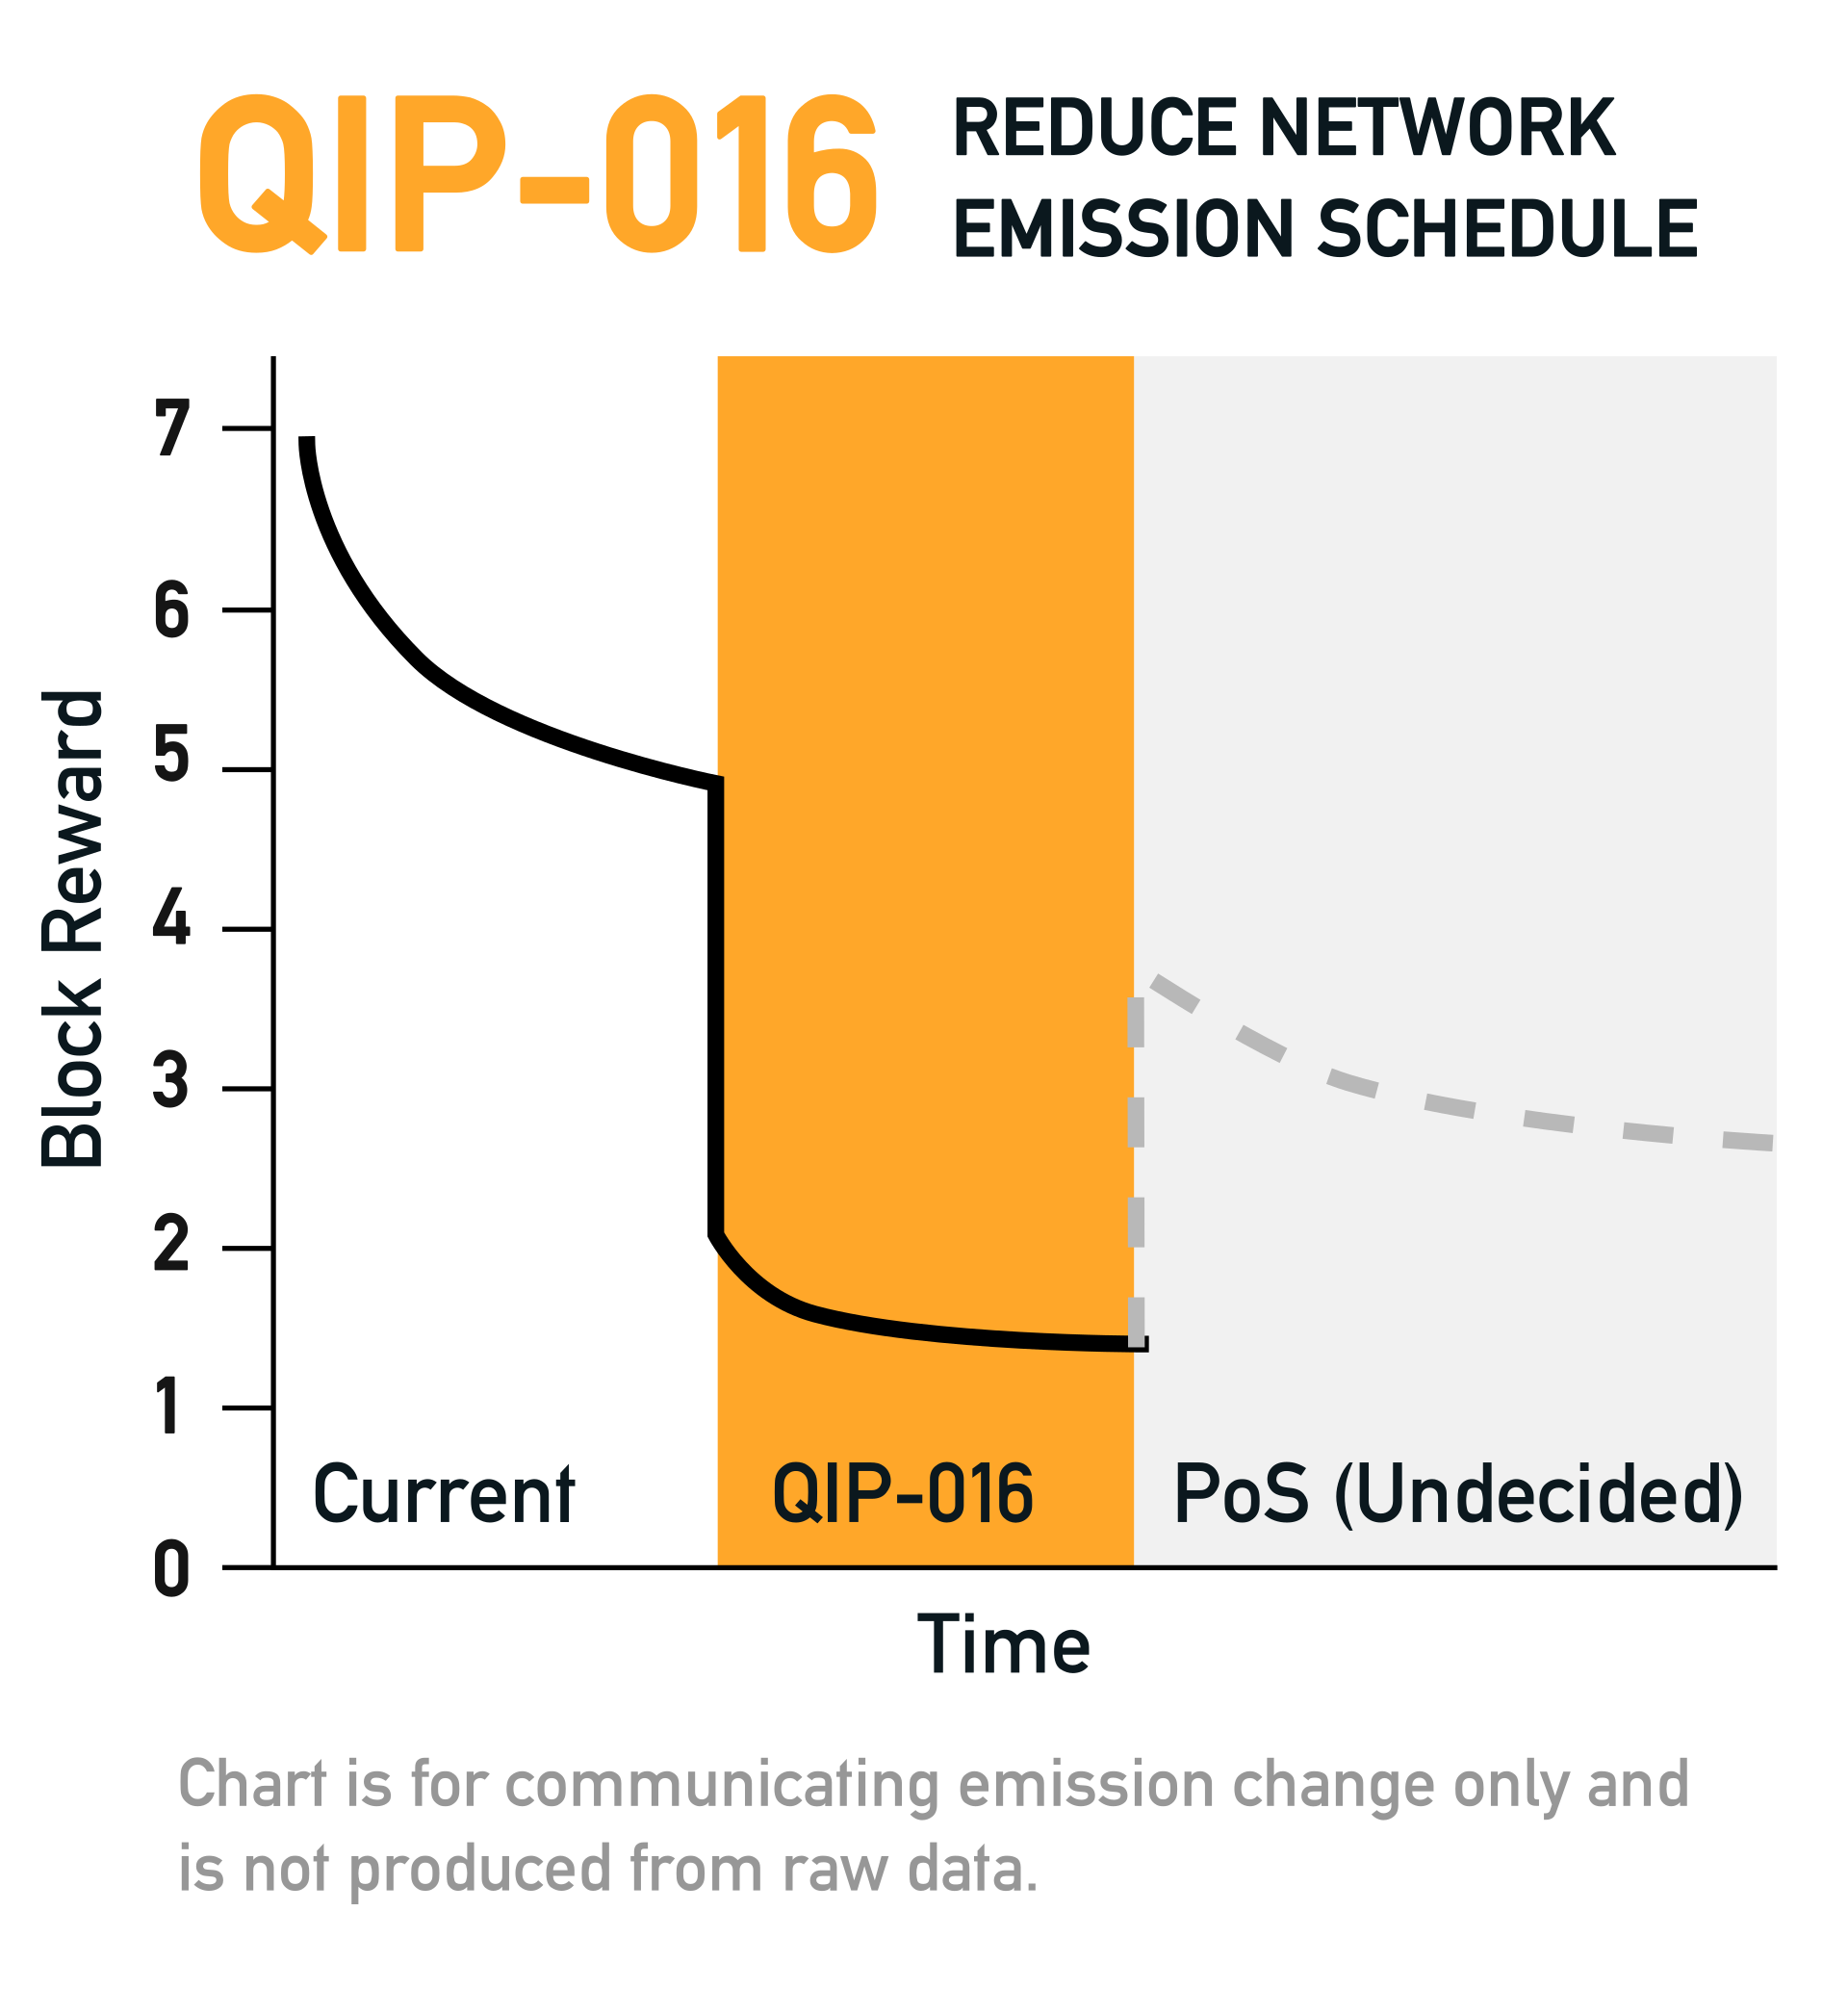 QIP-016
REDUCE NETWORK
EMISSION SCHEDULE
7
6
5
4
3
2
1
0
Block Reward
Current
QIP-016
PoS (Undecided)
Time
Chart is for communicating emission change only and
is not produced from raw data.